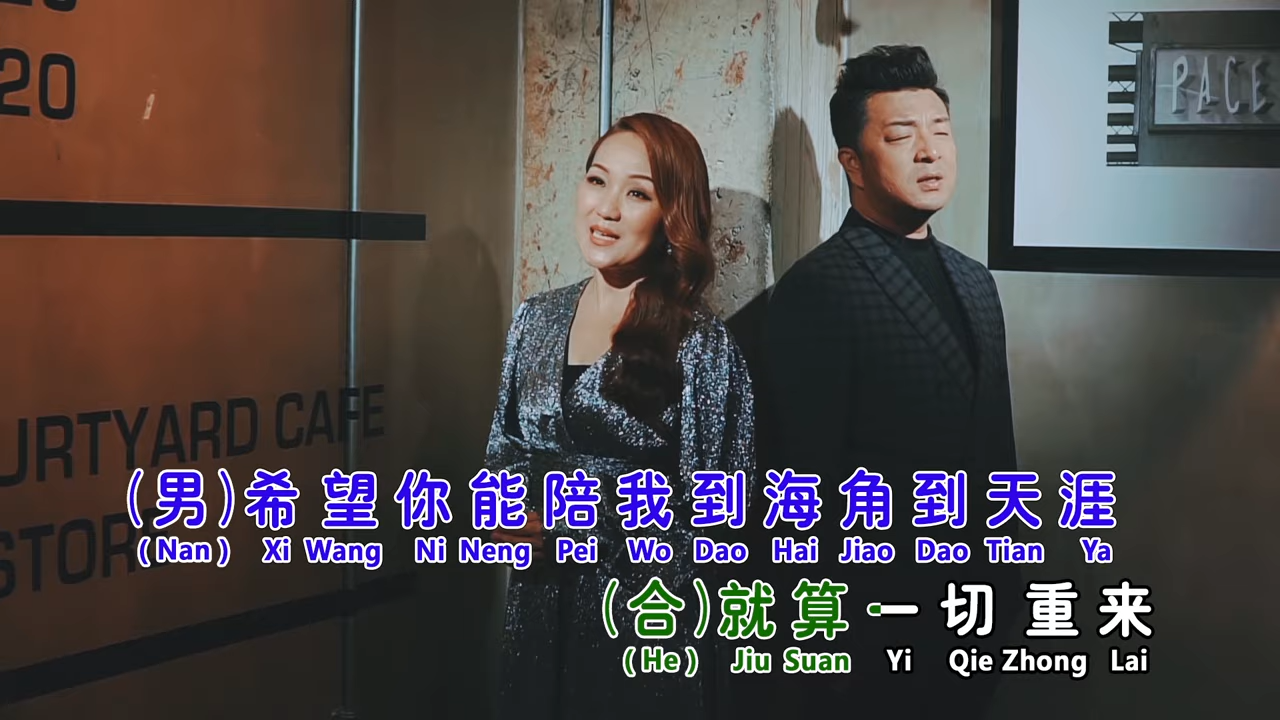 20
PACE
URTYARD CAFE
STOR
(男)希望你能陪我到海角到天涯
(Nan) Xi Wang Ni Neng Pei Wo Dao Hai Jiao Dao Tian Ya
(合)就算一切重来
(He) Jiu Suan Yi Qie Zhong Lai